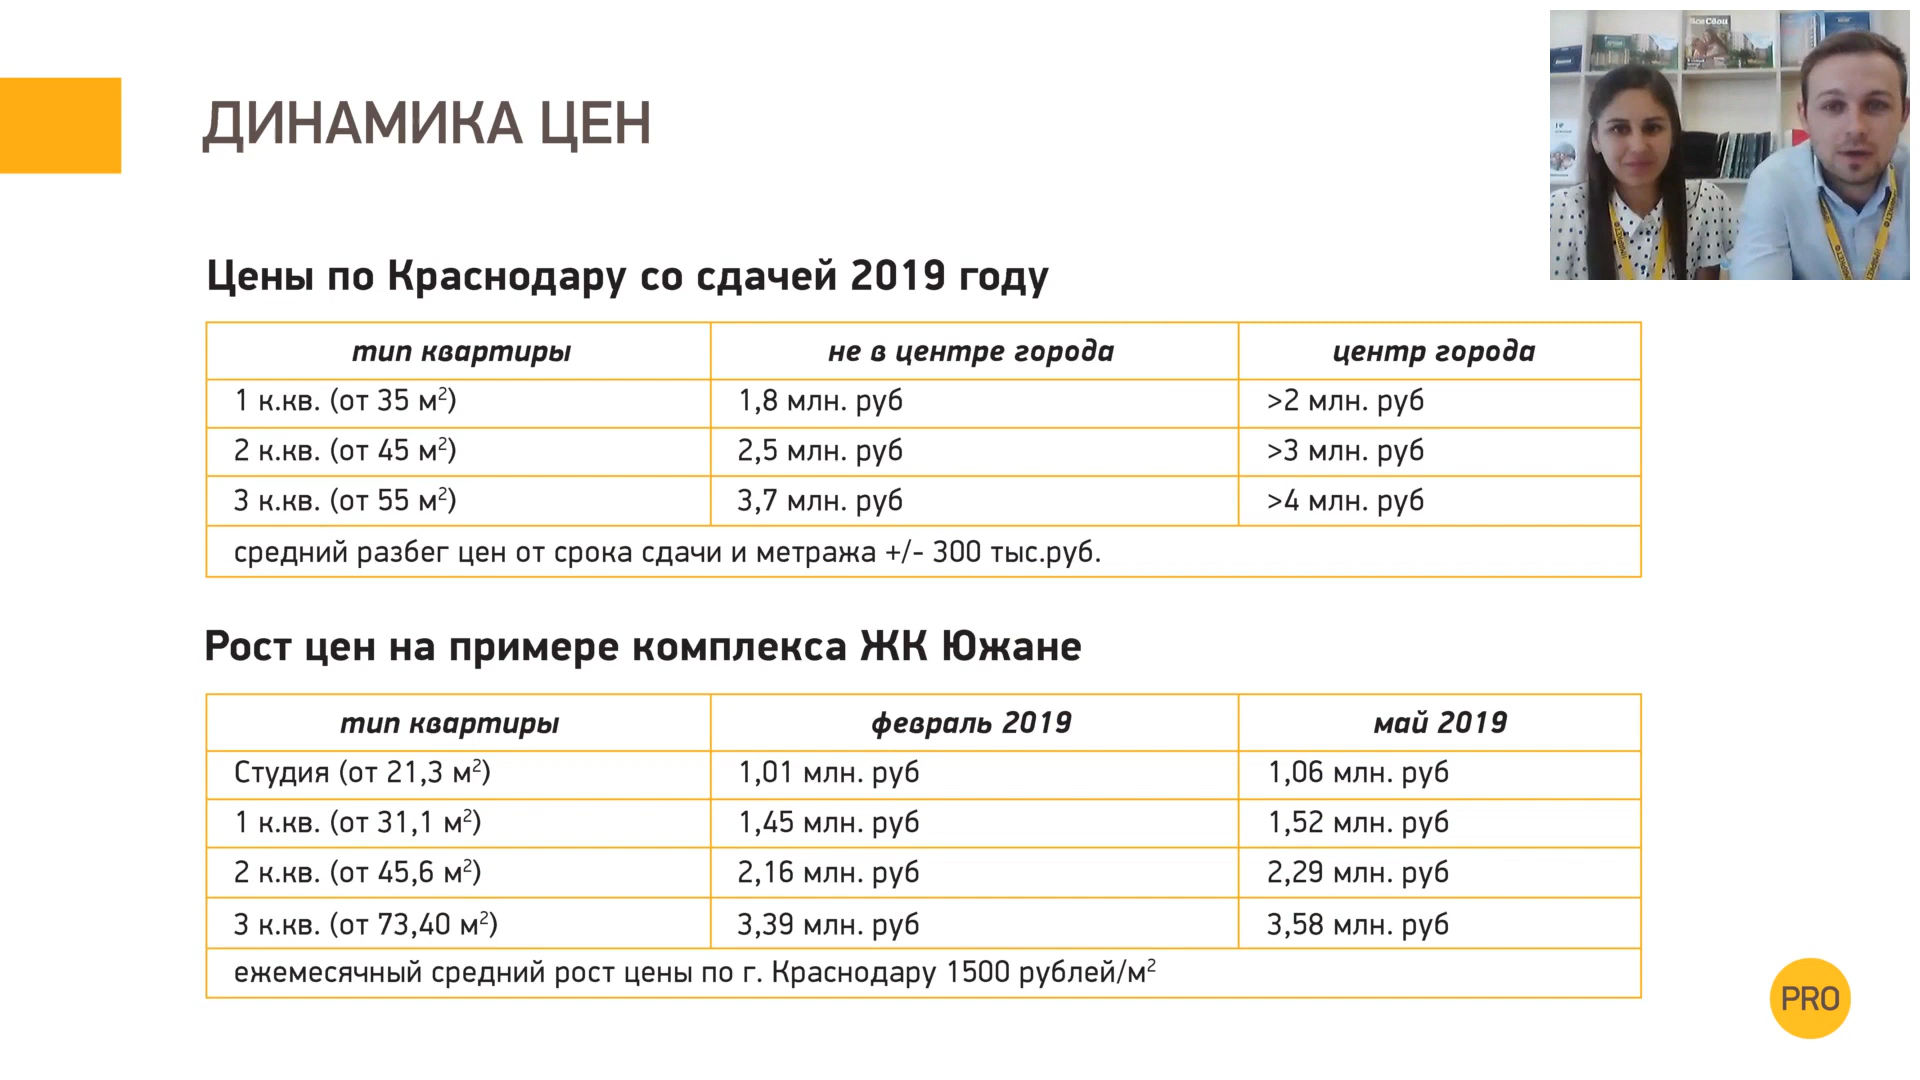 ДИНАМИКА ЦЕН
Цены по Краснодару со сдачей 2019 году
тип квартиры не в центре города центр города
1 к.кв. (от 35 м²) 1,8 млн. руб >2 млн. руб
2 к.кв. (от 45 м²) 2,5 млн. руб >3 млн. руб
3 к.кв. (от 55 м²) 3,7 млн. руб >4 млн. руб
средний разбег цен от срока сдачи и метража +/- 300 тыс.руб.
Рост цен на примере комплекса ЖК Южане
тип квартиры февраль 2019 май 2019
Студия (от 21,3 м²) 1,01 млн. руб 1,06 млн. руб
1 к.кв. (от 31,1 м²) 1,45 млн. руб 1,52 млн. руб
2 к.кв. (от 45,6 м²) 2,16 млн. руб 2,29 млн. руб
3 к.кв. (от 73,40 м²) 3,39 млн. руб 3,58 млн. руб
ежемесячный средний рост цены по г. Краснодару 1500 рублей/м²
PRO